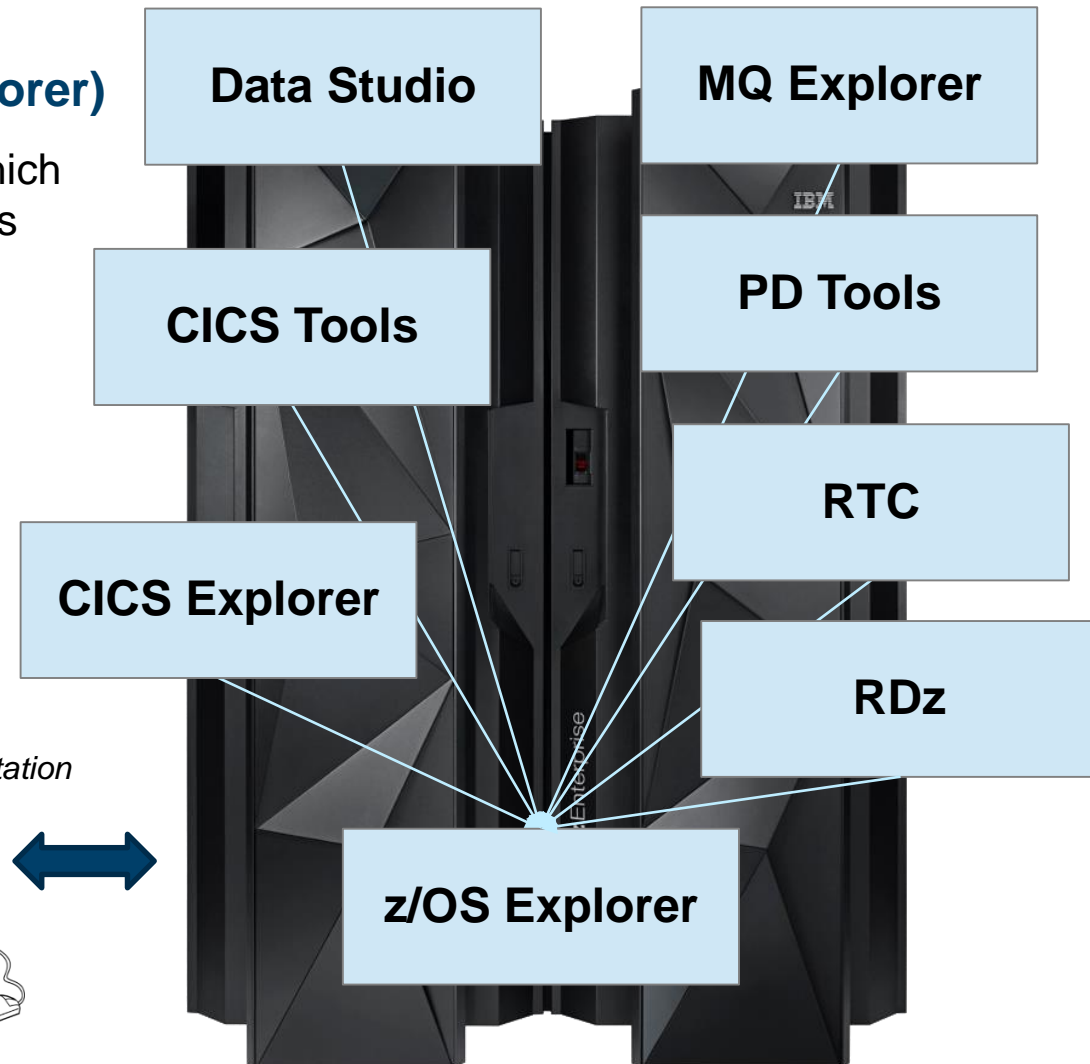 orer)
hich
s
Data Studio
MQ Explorer
IBM
CICS Tools
PD Tools
RTC
CICS Explorer
RDz
Enterprise
tation
z/OS Explorer